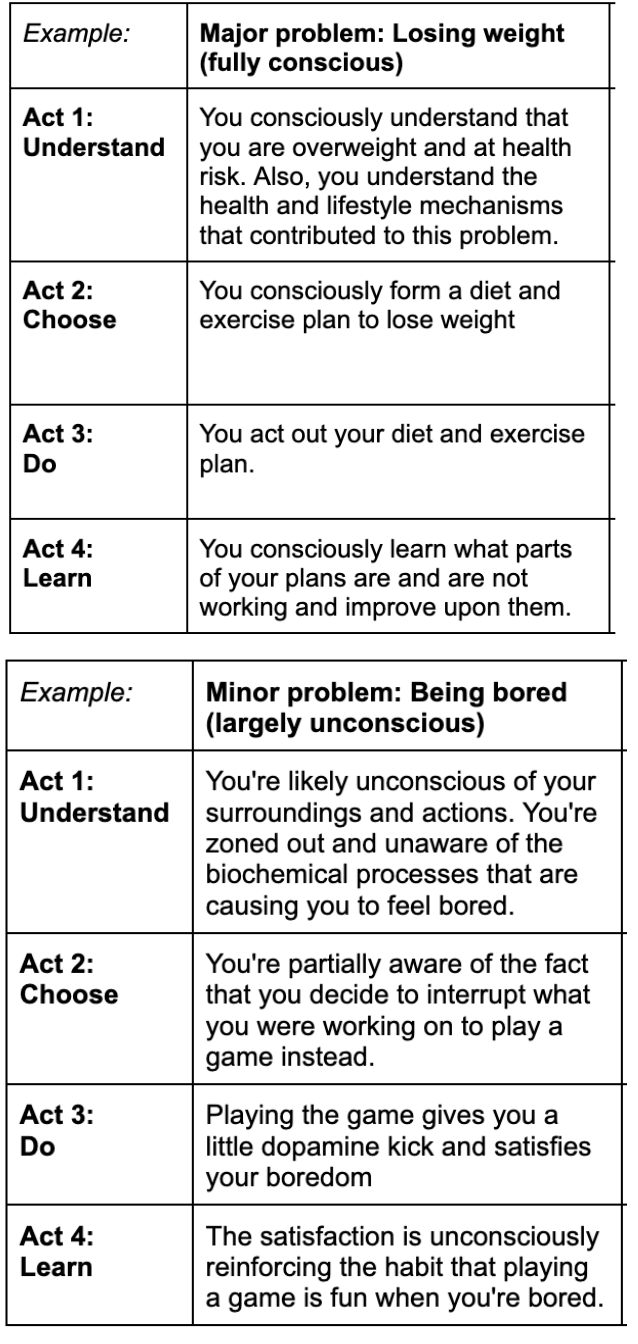 Example:
Major problem: Losing weight
(fully conscious)
Act 1:
Understand
You consciously understand that
you are overweight and at health
risk. Also, you understand the
health and lifestyle mechanisms
that contributed to this problem.
Act 2:
Choose
You consciously form a diet and
exercise plan to lose weight
Act 3:
Do
You act out your diet and exercise
plan.
Act 4:
Learn
You consciously learn what parts
of your plans are and are not
working and improve upon them.
Example:
Minor problem: Being bored
(largely unconscious)
Act 1:
Understand
You're likely unconscious of your
surroundings and actions. You're
zoned out and unaware of the
biochemical processes that are
causing you to feel bored.
Act 2:
Choose
You're partially aware of the fact
that you decide to interrupt what
you were working on to play a
game instead.
Act 3:
Do
Playing the game gives you a
little dopamine kick and satisfies
your boredom
Act 4:
Learn
The satisfaction is unconsciously
reinforcing the habit that playing
a game is fun when you're bored.